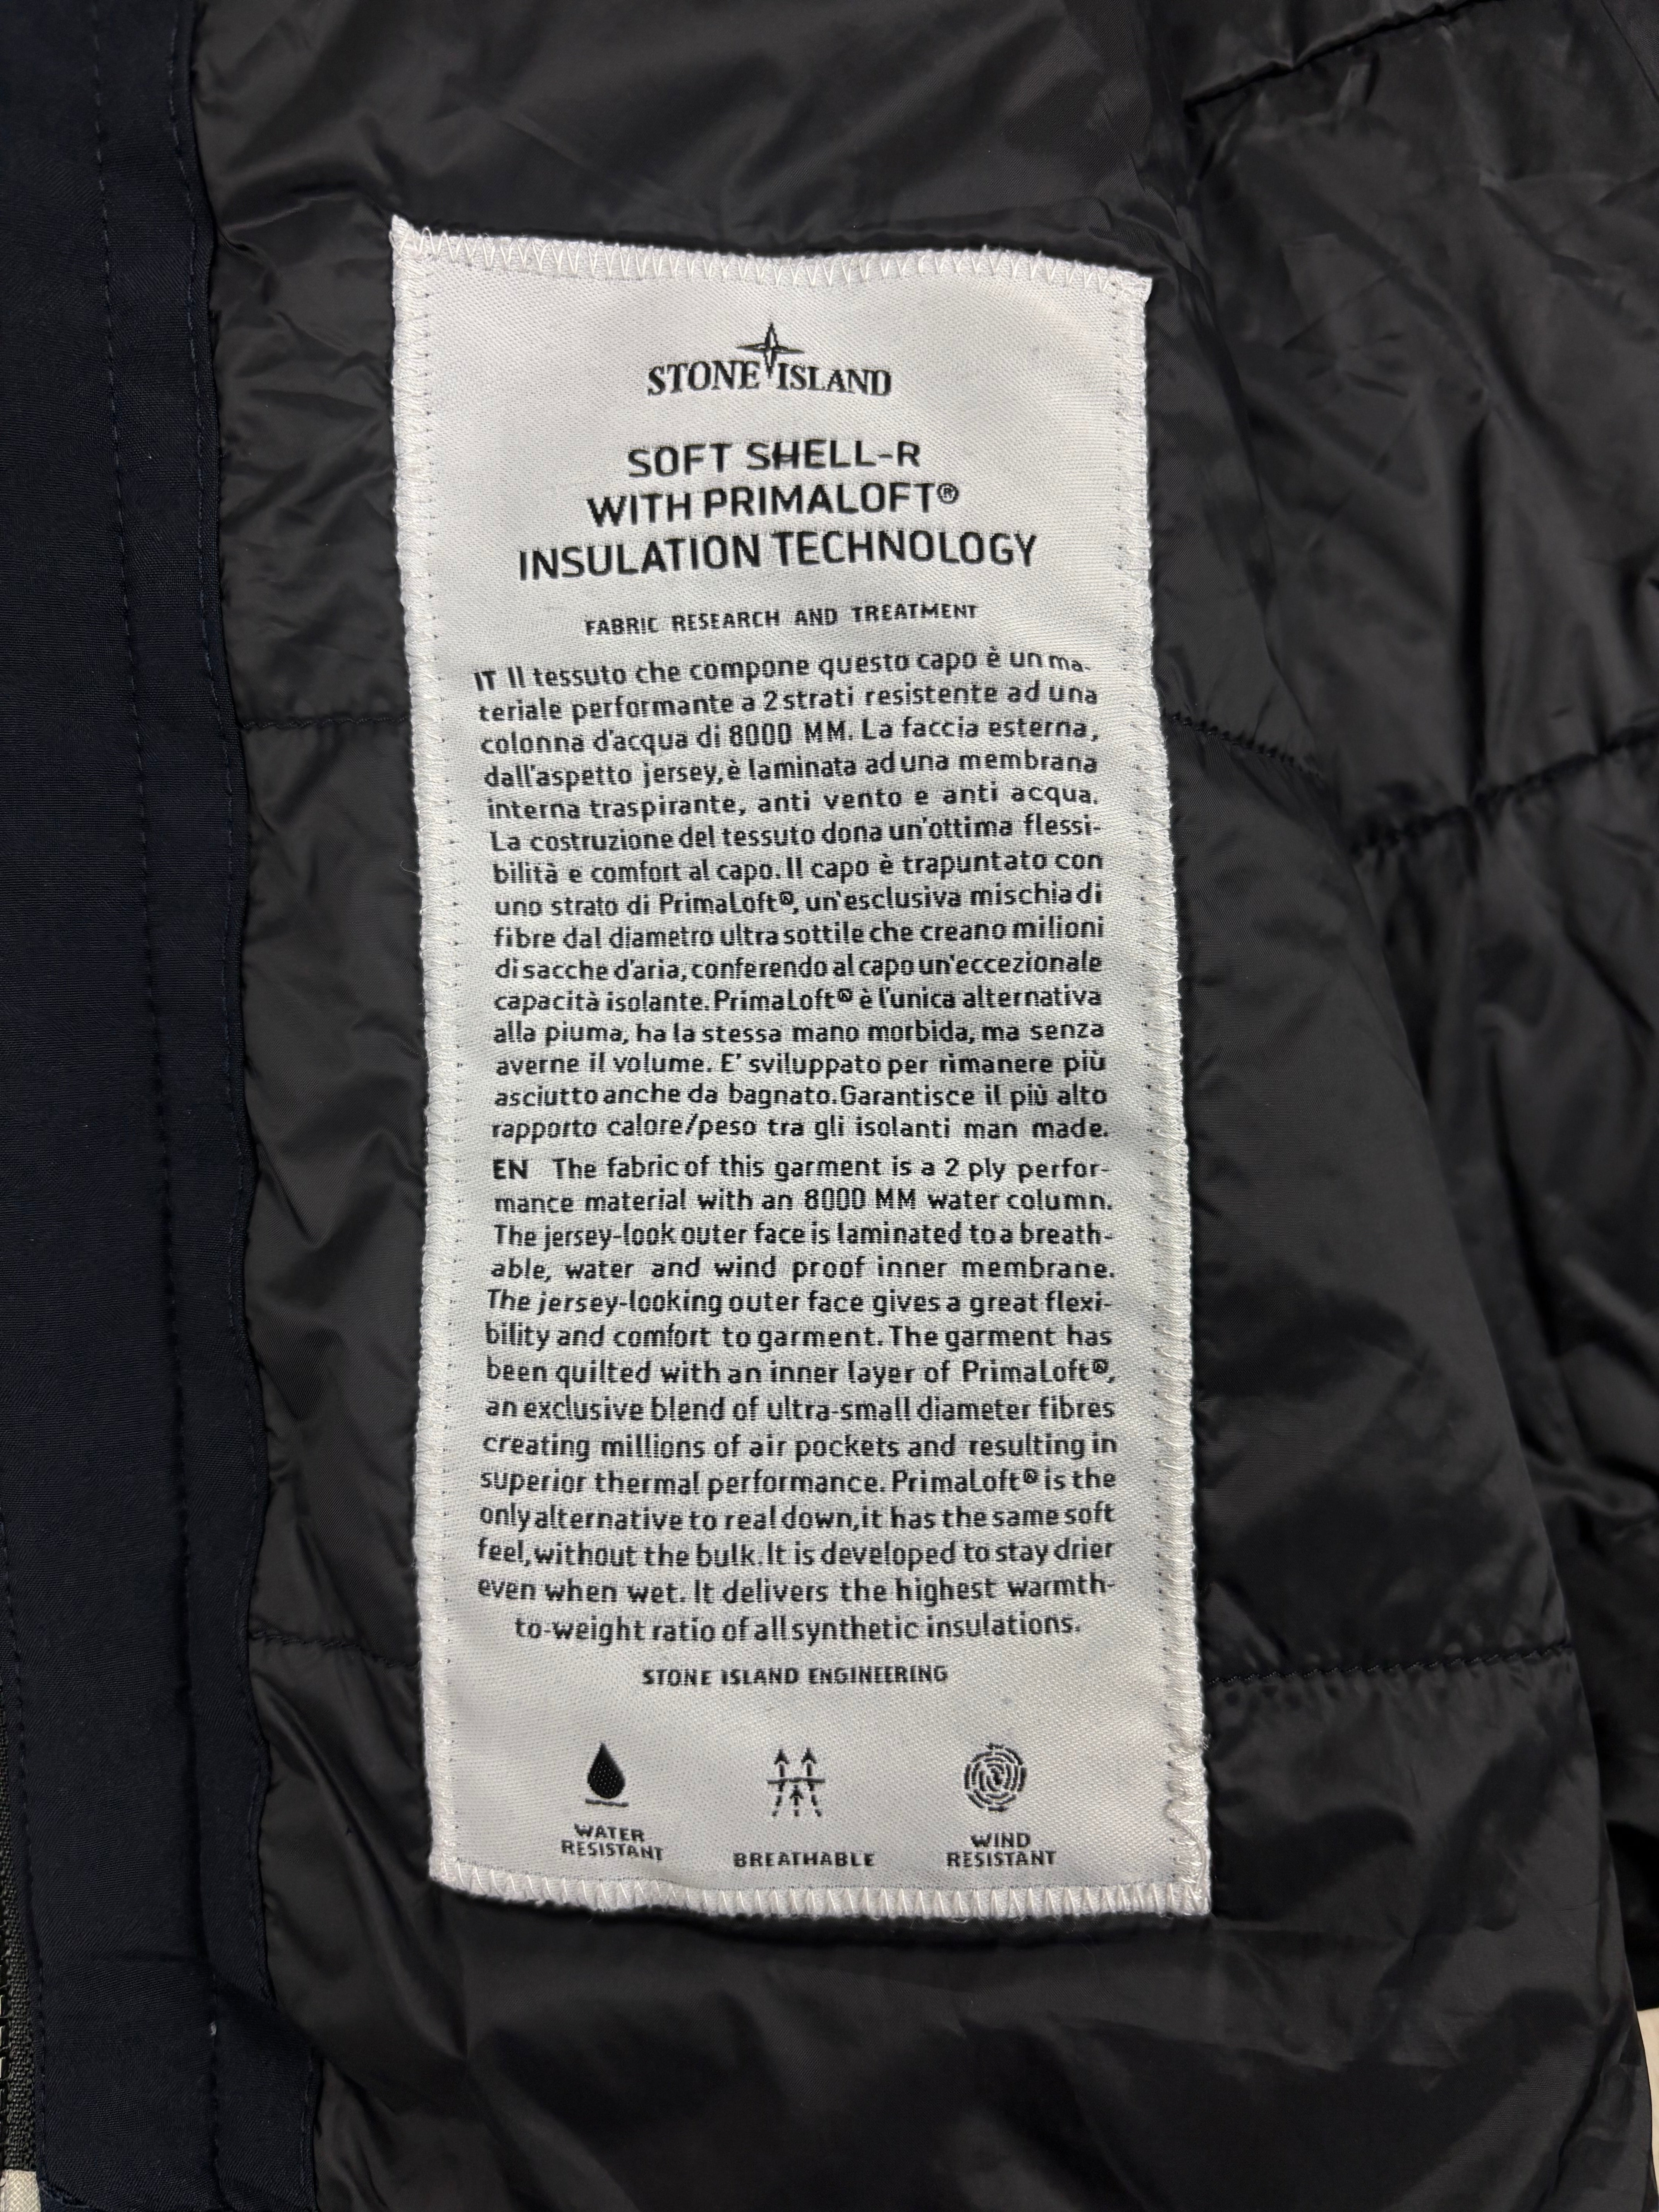 STONE ISLAND
SOFT SHELL-R
WITH PRIMALOFT®
INSULATION TECHNOLOGY
FABRIC RESEARCH AND TREATMENT
IT Il tessuto che compone questo capo è un ma-
teriale performante a 2 strati resistente ad una
colonna d'acqua di 8000 MM. La faccia esterna,
dall'aspetto jersey, è laminata ad una membrana
interna traspirante, anti vento e anti acqua.
La costruzione del tessuto dona un'ottima flessi-
bilità e comfort al capo. Il capo è trapuntato con
uno strato di PrimaLoft®, un'esclusiva mischia di
fibre dal diametro ultra sottile che creano milioni
di sacche d'aria, conferendo al capo un'eccezionale
capacità isolante. PrimaLoft® è l'unica alternativa
alla piuma, ha la stessa mano morbida, ma senza
averne il volume. E' sviluppato per rimanere più
asciutto anche da bagnato. Garantisce il più alto
rapporto calore/peso tra gli isolanti man made.
EN The fabric of this garment is a 2 ply perfor-
mance material with an 8000 MM water column.
The jersey-look outer face is laminated to a breath-
able, water and wind proof inner membrane.
The jersey-looking outer face gives a great flexi-
bility and comfort to garment. The garment has
been quilted with an inner layer of PrimaLoft®,
an exclusive blend of ultra-small diameter fibres
creating millions of air pockets and resulting in
superior thermal performance. PrimaLoft® is the
only alternative to real down, it has the same soft
feel, without the bulk. It is developed to stay drier
even when wet. It delivers the highest warmth-
to-weight ratio of all synthetic insulations.
STONE ISLAND ENGINEERING
WATER
RESISTANT
BREATHABLE
WIND
RESISTANT